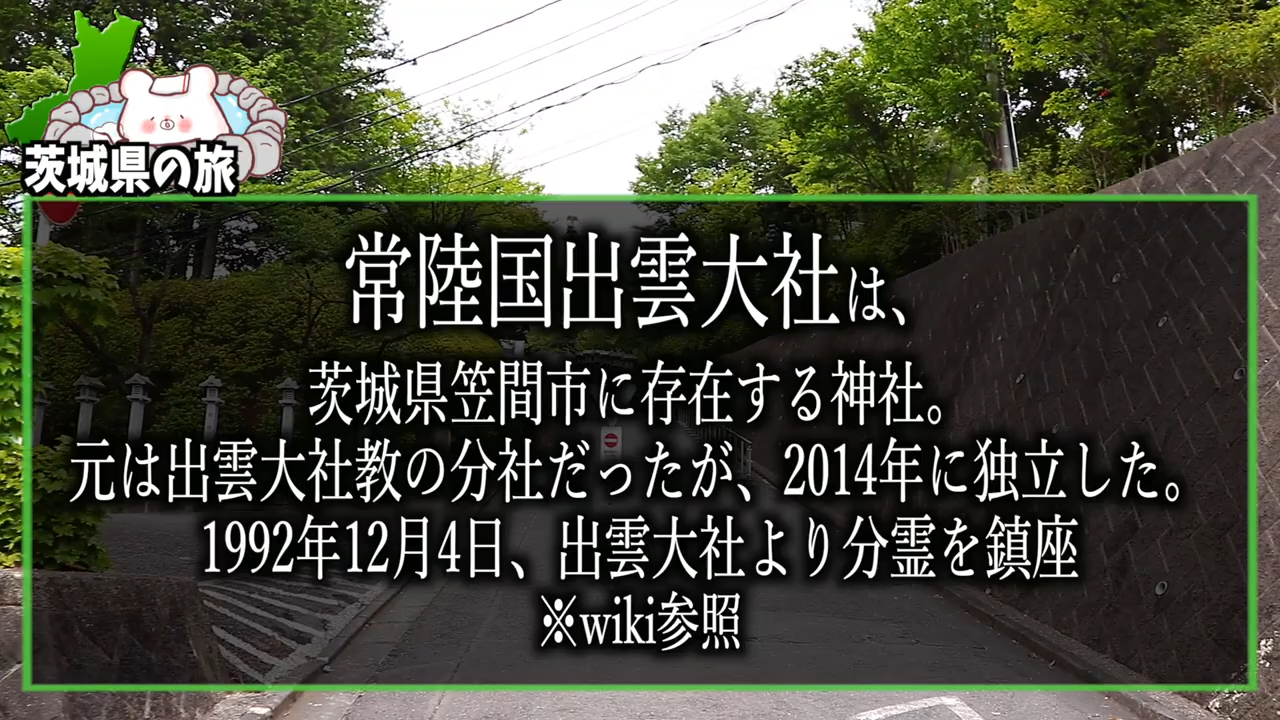 茨城県の旅
常陸国出雲大社は、
茨城県笠間市に存在する神社。
元は出雲大社教の分社だったが、2014年に独立した。
1992年12月4日、出雲大社より分霊を鎮座
※wiki参照